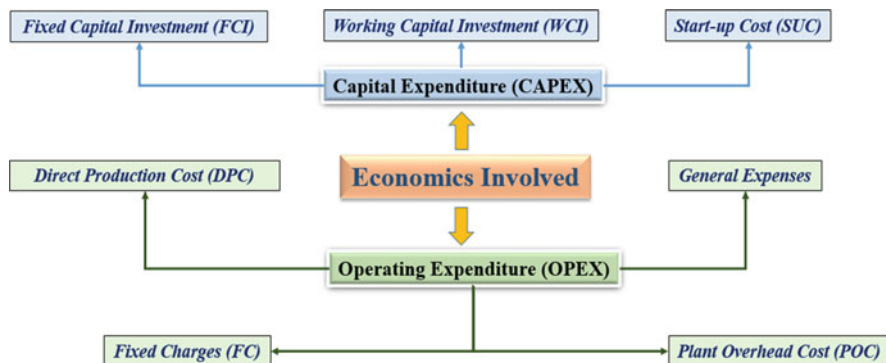 Fixed Capital Investment (FCI)
Working Capital Investment (WCI)
Start-up Cost (SUC)
Capital Expenditure (CAPEX)
Economics Involved
Direct Production Cost (DPC)
General Expenses
Operating Expenditure (OPEX)
Fixed Charges (FC)
Plant Overhead Cost (POC)